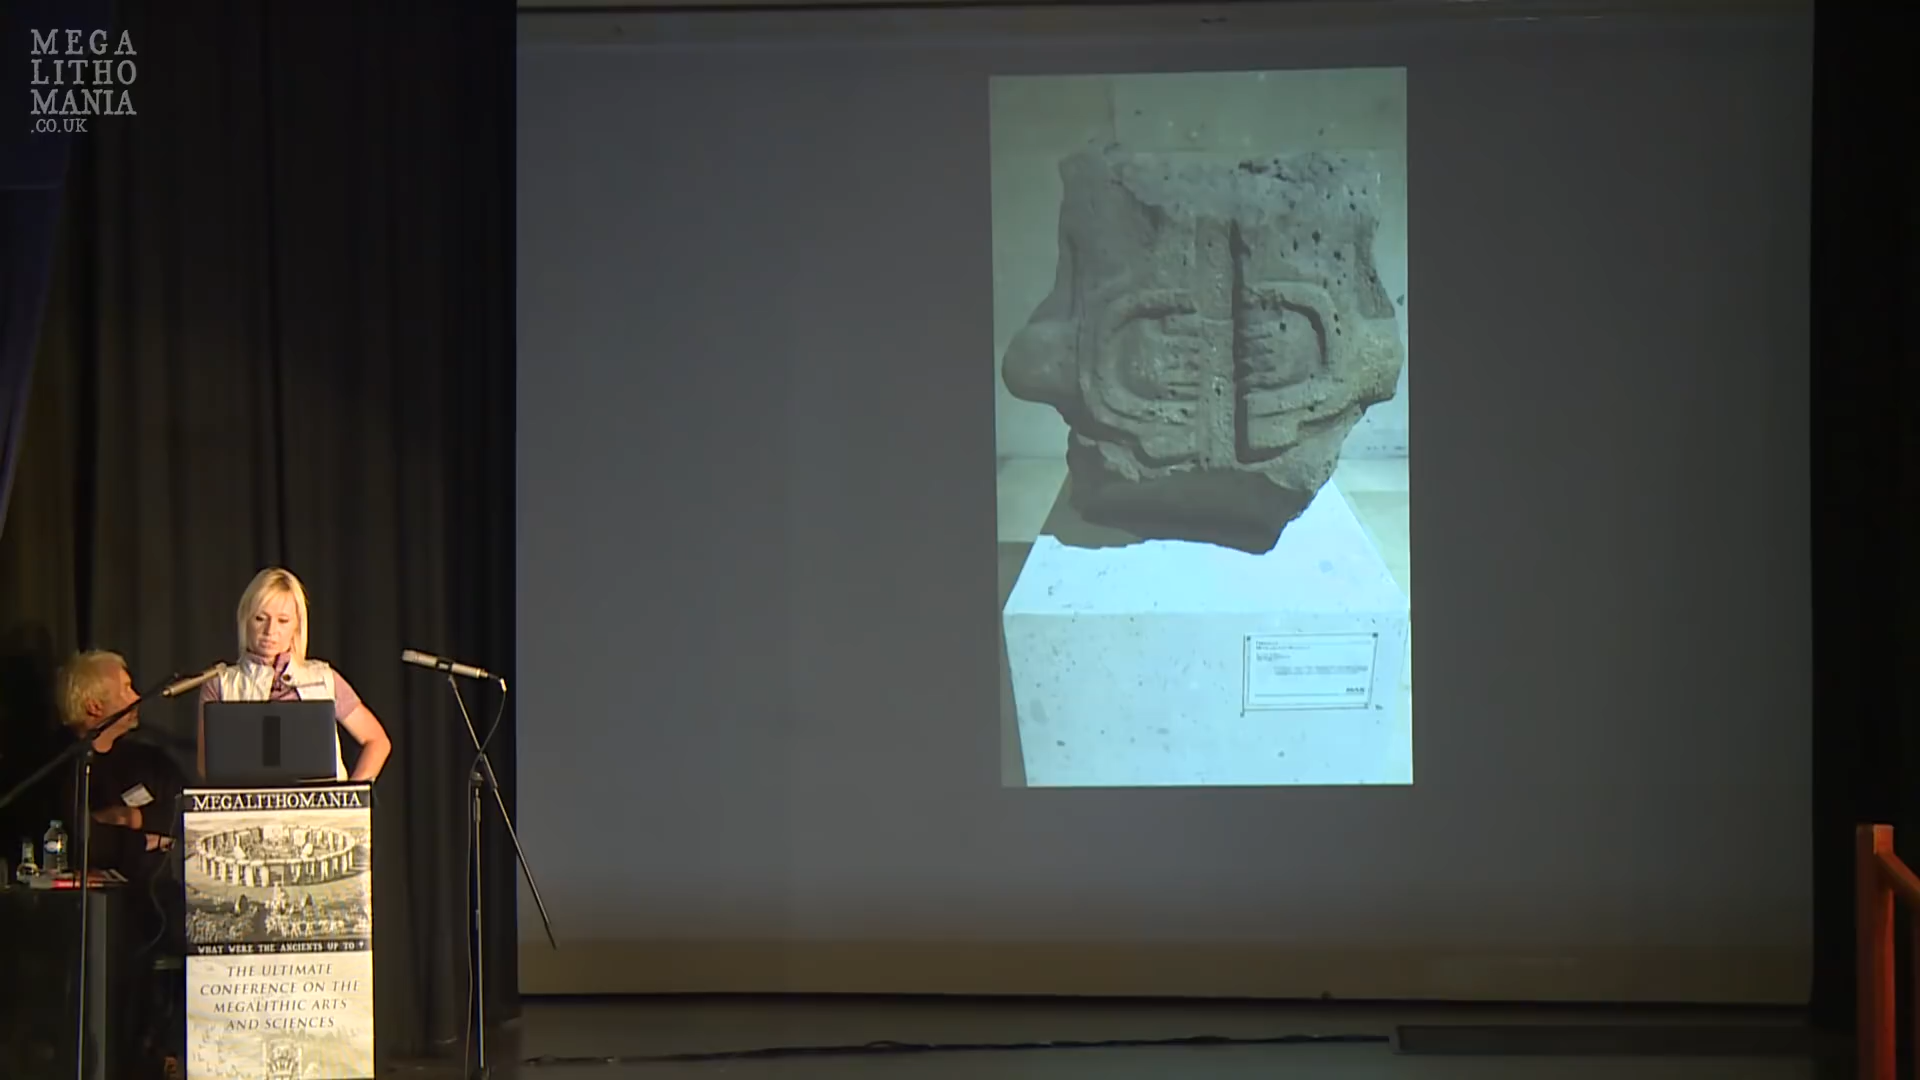 MEGA
LITHO
MANIA
.CO.UK
MEGALITHOMANIA
WHAT WERE THE ANCIENTS UP TO ?
THE ULTIMATE
CONFERENCE ON THE
MEGALITHIC ARTS
AND SCIENCES